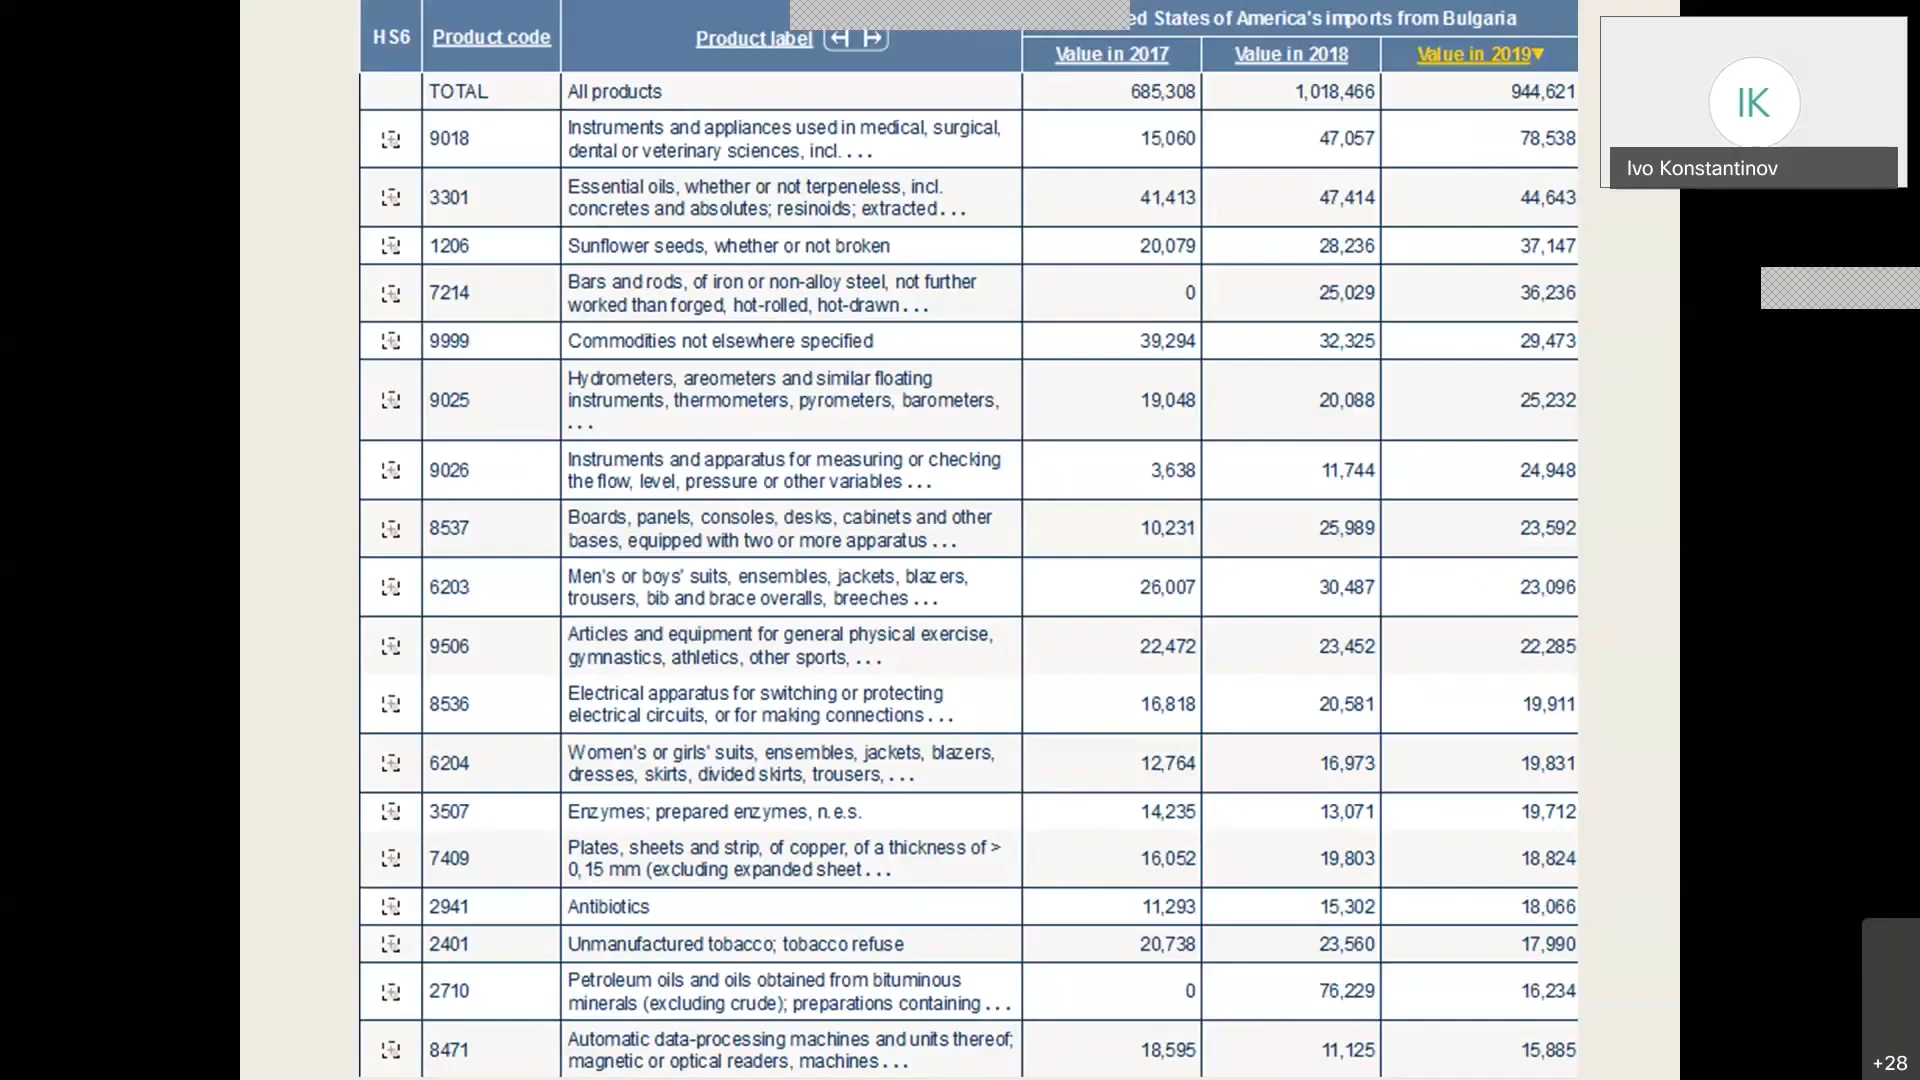 ed States of America's imports from Bulgaria
HS6 Product code Product label Value in 2017 Value in 2018 Value in 2019▼
TOTAL All products 685,308 1,018,466 944,621
9018 Instruments and appliances used in medical, surgical,
dental or veterinary sciences, incl. ... 15,060 47,057 78,538
3301 Essential oils, whether or not terpeneless, incl.
concretes and absolutes; resinoids; extracted... 41,413 47,414 44,643
1206 Sunflower seeds, whether or not broken 20,079 28,236 37,147
7214 Bars and rods, of iron or non-alloy steel, not further
worked than forged, hot-rolled, hot-drawn... 0 25,029 36,236
9999 Commodities not elsewhere specified 39,294 32,325 29,473
9025 Hydrometers, areometers and similar floating
instruments, thermometers, pyrometers, barometers,
... 19,048 20,088 25,232
9026 Instruments and apparatus for measuring or checking
the flow, level, pressure or other variables ... 3,638 11,744 24,948
8537 Boards, panels, consoles, desks, cabinets and other
bases, equipped with two or more apparatus ... 10,231 25,989 23,592
6203 Men's or boys' suits, ensembles, jackets, blazers,
trousers, bib and brace overalls, breeches ... 26,007 30,487 23,096
9506 Articles and equipment for general physical exercise,
gymnastics, athletics, other sports, ... 22,472 23,452 22,285
8536 Electrical apparatus for switching or protecting
electrical circuits, or for making connections... 16,818 20,581 19,911
6204 Women's or girls' suits, ensembles, jackets, blazers,
dresses, skirts, divided skirts, trousers, ... 12,764 16,973 19,831
3507 Enzymes; prepared enzymes, n.e.s. 14,235 13,071 19,712
7409 Plates, sheets and strip, of copper, of a thickness of >
0,15 mm (excluding expanded sheet ... 16,052 19,803 18,824
2941 Antibiotics 11,293 15,302 18,066
2401 Unmanufactured tobacco; tobacco refuse 20,738 23,560 17,990
2710 Petroleum oils and oils obtained from bituminous
minerals (excluding crude); preparations containing ... 0 76,229 16,234
8471 Automatic data-processing machines and units thereof;
magnetic or optical readers, machines ... 18,595 11,125 15,885
IK
Ivo Konstantinov
+28